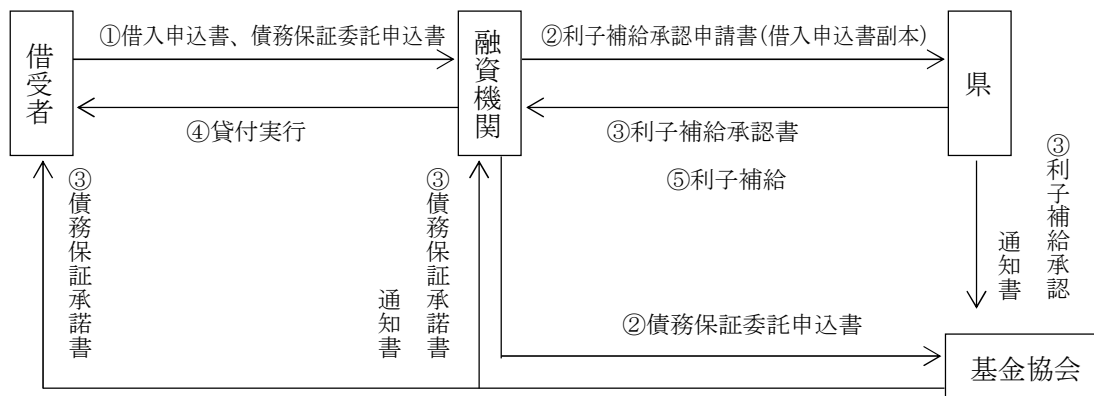 ①借入申込書、債務保証委託申込書
②利子補給承認申請書(借入申込書副本)
借受者
融資機関
県
④貸付実行
③利子補給承認書
⑤利子補給
③債務保証承諾書
③債務保証承諾書
通知書
③利子補給承認
通知書
②債務保証委託申込書
基金協会